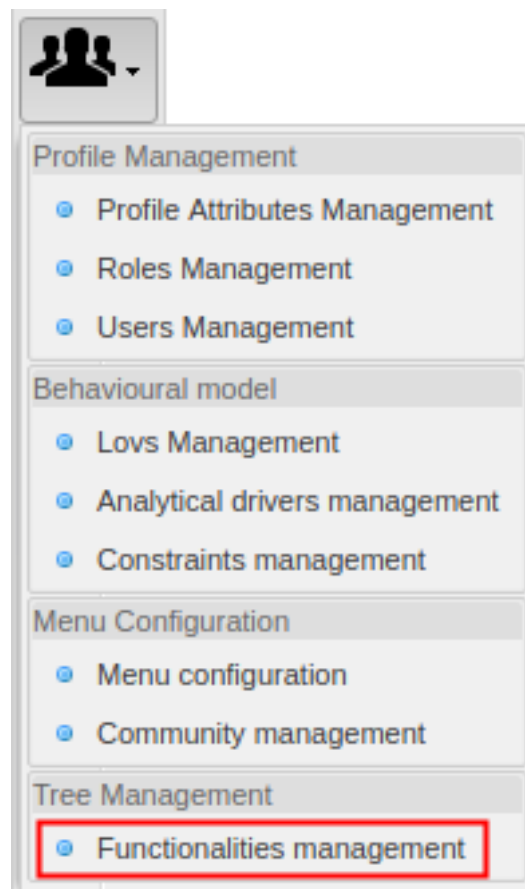 Profile Management
Profile Attributes Management
Roles Management
Users Management
Behavioural model
Lovs Management
Analytical drivers management
Constraints management
Menu Configuration
Menu configuration
Community management
Tree Management
Functionalities management